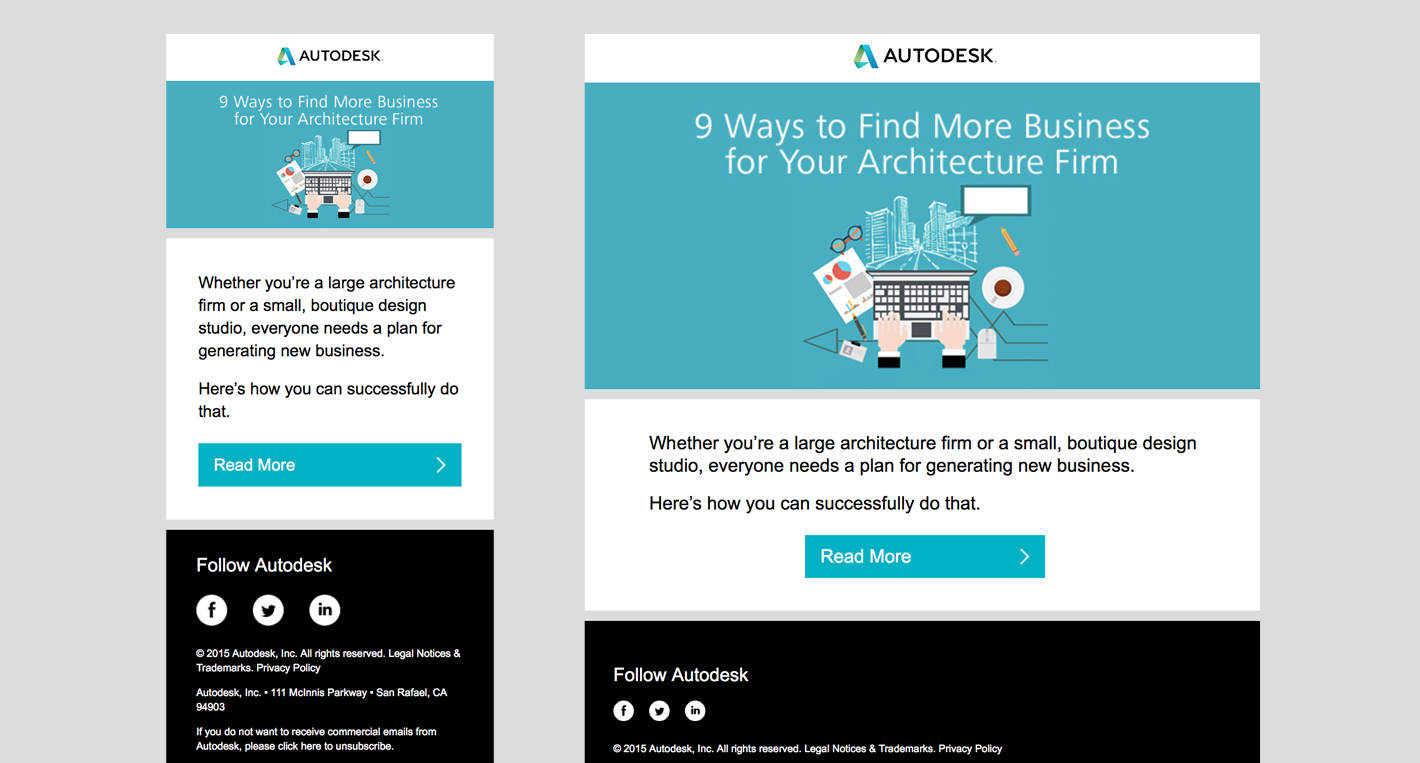 AUTODESK.
9 Ways to Find More Business
for Your Architecture Firm
Whether you’re a large architecture
firm or a small, boutique design
studio, everyone needs a plan for
generating new business.
Here’s how you can successfully do
that.
Read More
Follow Autodesk
f
in
© 2015 Autodesk, Inc. All rights reserved. Legal Notices &
Trademarks. Privacy Policy
Autodesk, Inc. • 111 McInnis Parkway • San Rafael, CA
94903
If you do not want to receive commercial emails from
Autodesk, please click here to unsubscribe.
AUTODESK.
9 Ways to Find More Business
for Your Architecture Firm
Whether you’re a large architecture firm or a small, boutique design
studio, everyone needs a plan for generating new business.
Here’s how you can successfully do that.
Read More
Follow Autodesk
f
in
© 2015 Autodesk, Inc. All rights reserved. Legal Notices & Trademarks. Privacy Policy